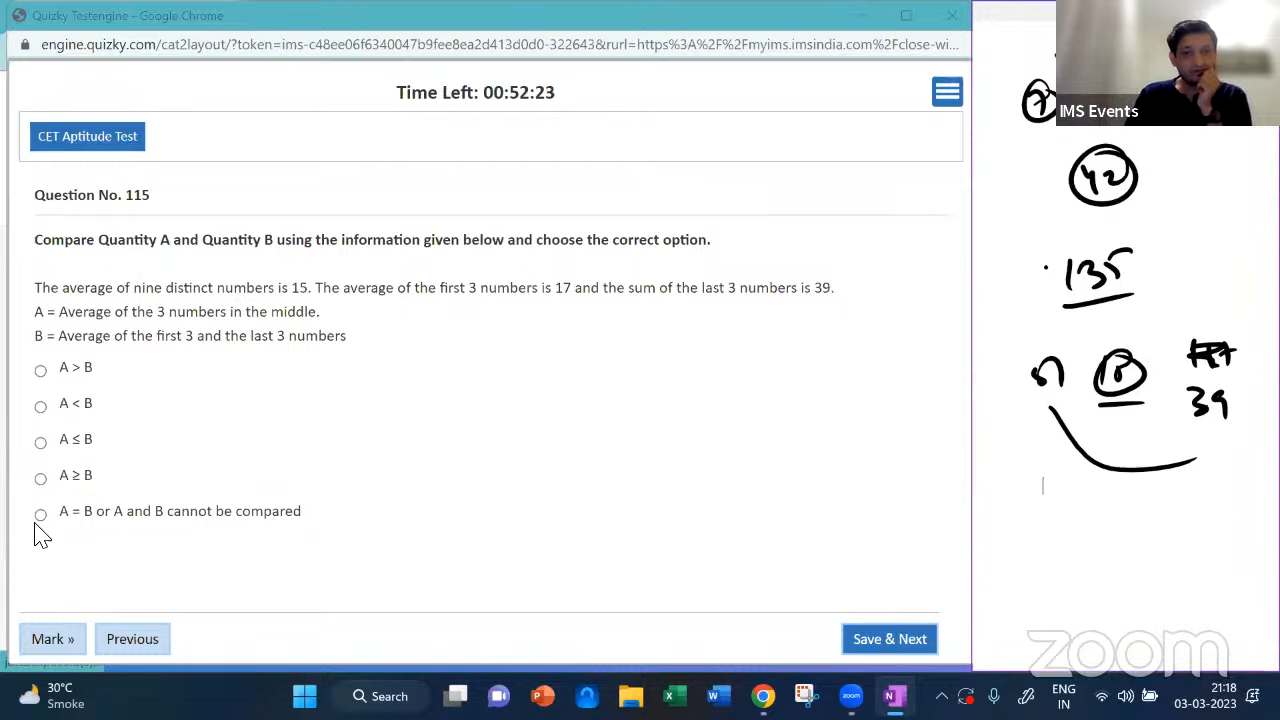 Quizky Testengine - Google Chrome
engine.quizky.com/cat2layout/?token=ims-c48ee06f6340047b9fee8ea2d413d0d0-322643&rurl=https%3A%2F%2Fmyims.imsindia.com%2Fclose-wi...
Time Left: 00:52:23
IMS Events
CET Aptitude Test
42
Question No. 115
Compare Quantity A and Quantity B using the information given below and choose the correct option.
135
The average of nine distinct numbers is 15. The average of the first 3 numbers is 17 and the sum of the last 3 numbers is 39.
A = Average of the 3 numbers in the middle.
B = Average of the first 3 and the last 3 numbers
A > B
51
39
A < B
A ≤ B
A ≥ B
A = B or A and B cannot be compared
Mark »
Previous
Save & Next
zoom
30°C
Smoke
Search
ENG
IN
21:18
03-03-2023